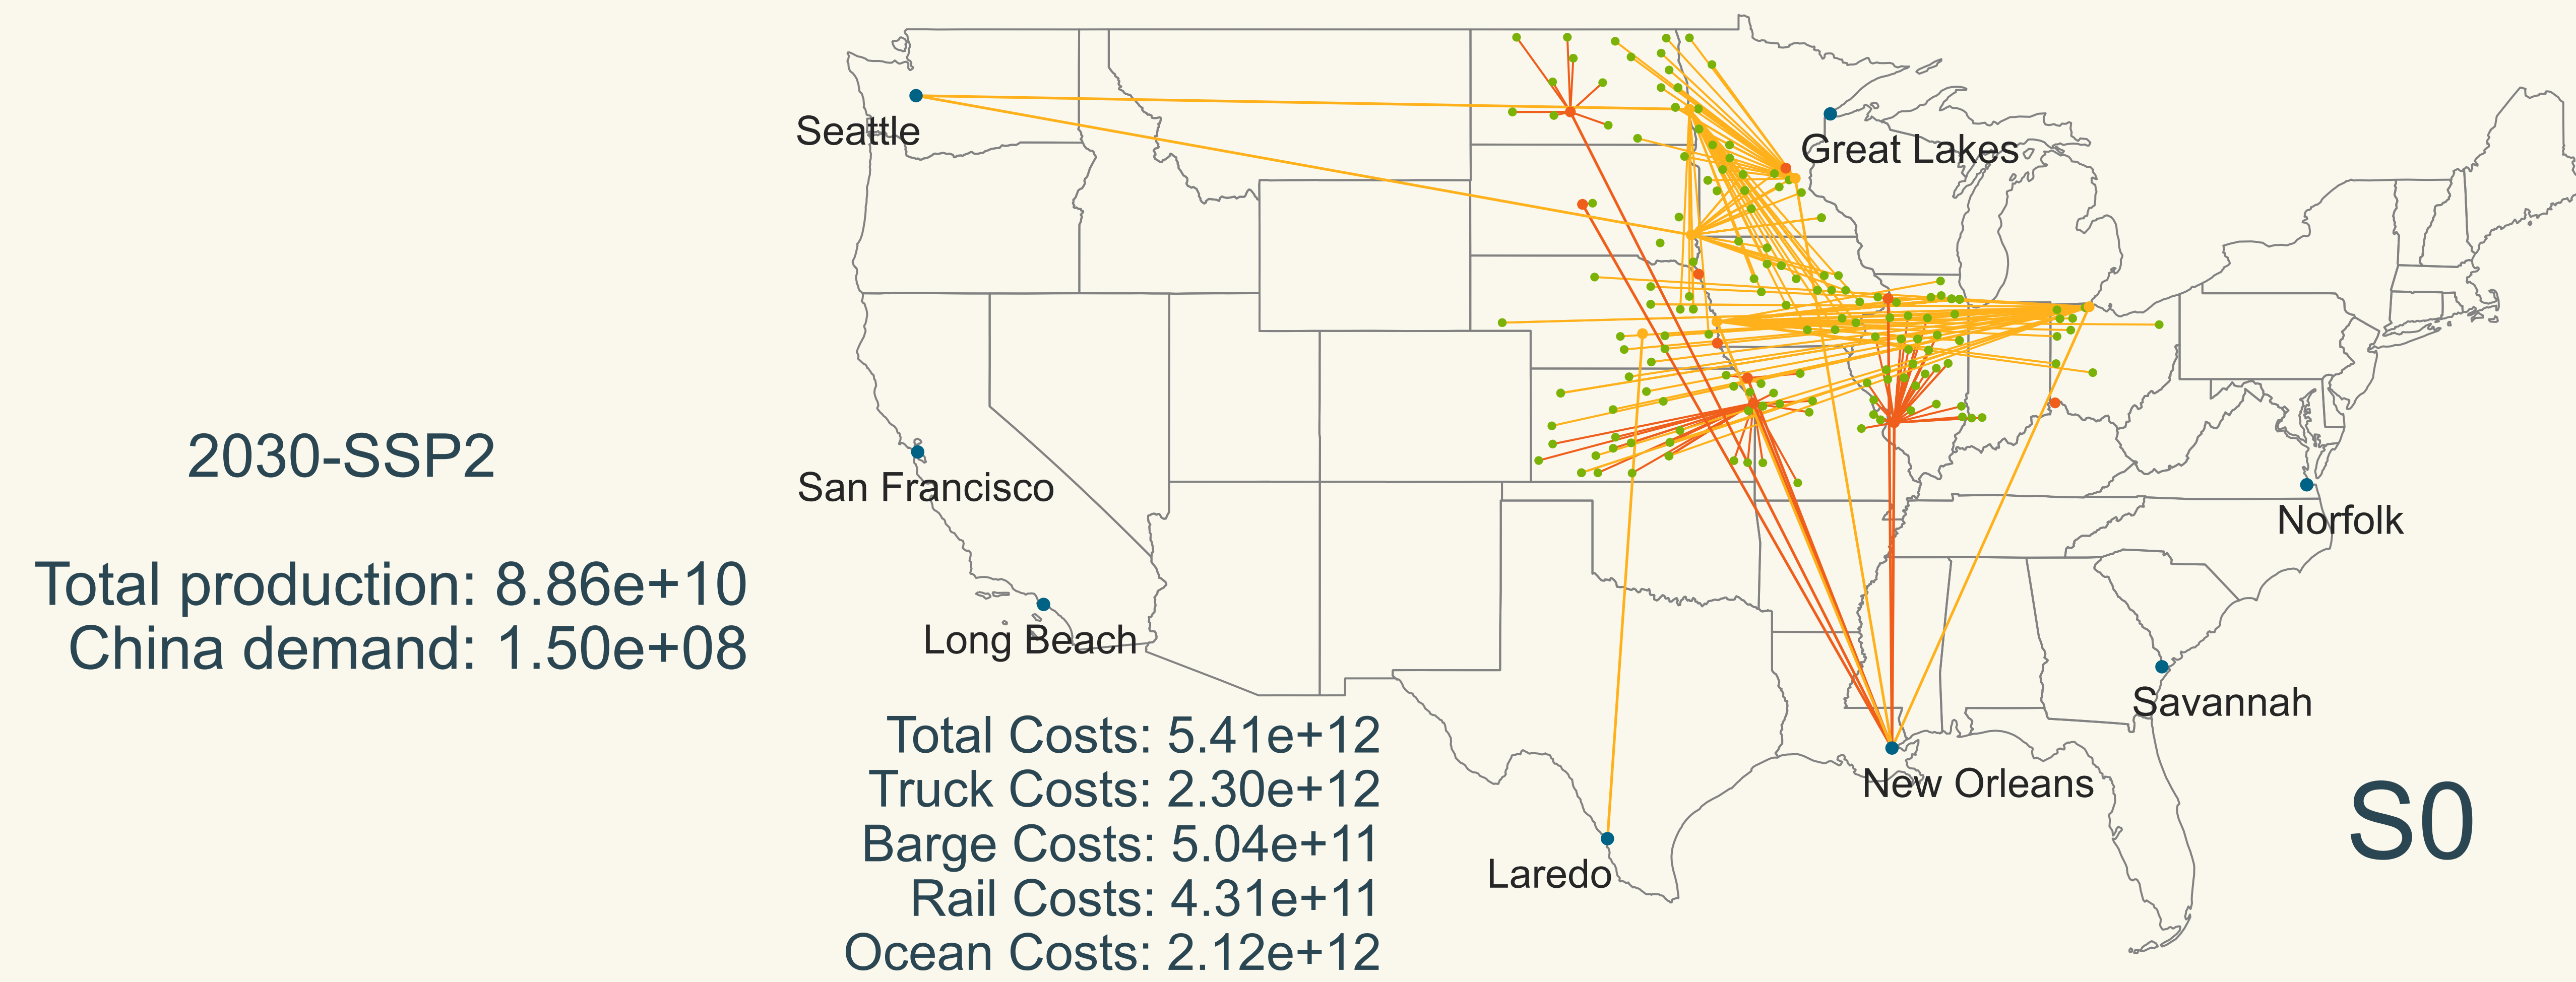 Seattle
Great Lakes
2030-SSP2
San Francisco
Norfolk
Total production: 8.86e+10
China demand: 1.50e+08
Long Beach
Savannah
Total Costs: 5.41e+12
Truck Costs: 2.30e+12
New Orleans
Barge Costs: 5.04e+11
S0
Laredo
Rail Costs: 4.31e+11
Ocean Costs: 2.12e+12